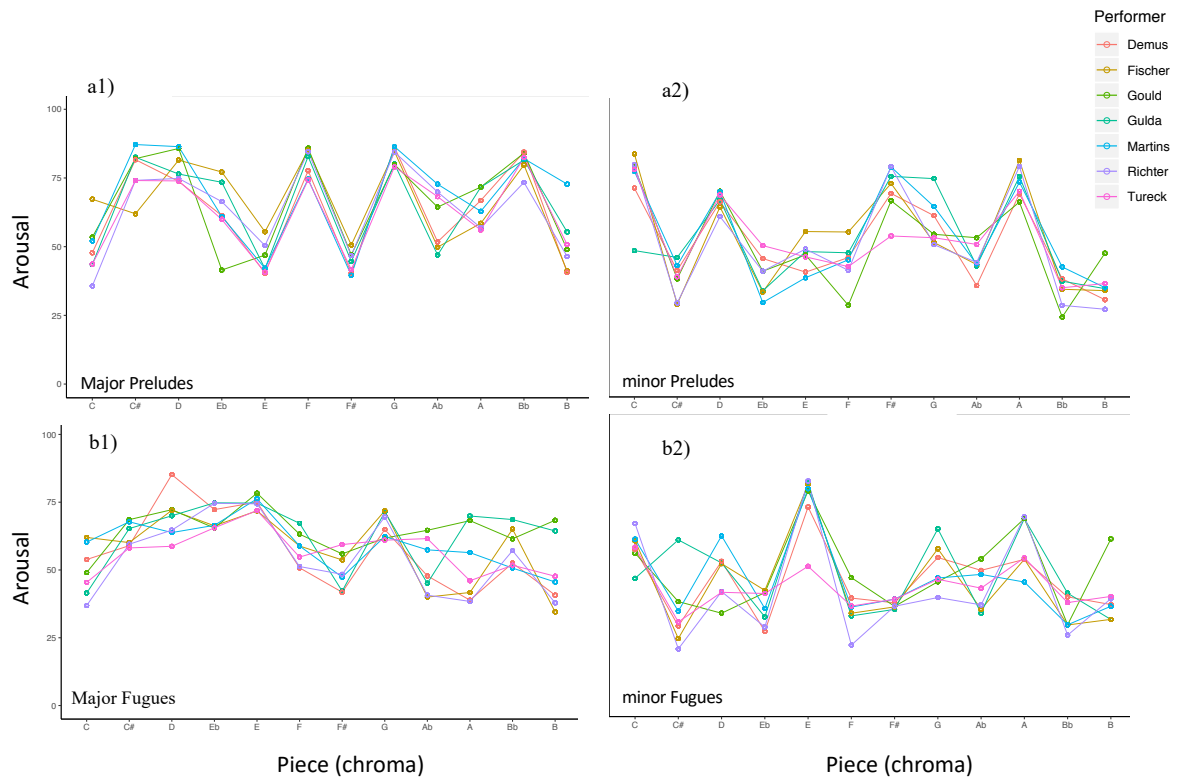 Performer
Demus
Fischer
Gould
Gulda
Martins
Richter
Tureck
a1)
a2)
Arousal
100
75
50
25
0
Major Preludes
minor Preludes
C C# D Eb E F F# G Ab A Bb B
C C# D Eb E F F# G Ab A Bb B
b1)
b2)
Arousal
100
75
50
25
0
Major Fugues
minor Fugues
C C# D Eb E F F# G Ab A Bb B
C C# D Eb E F F# G Ab A Bb B
Piece (chroma)
Piece (chroma)